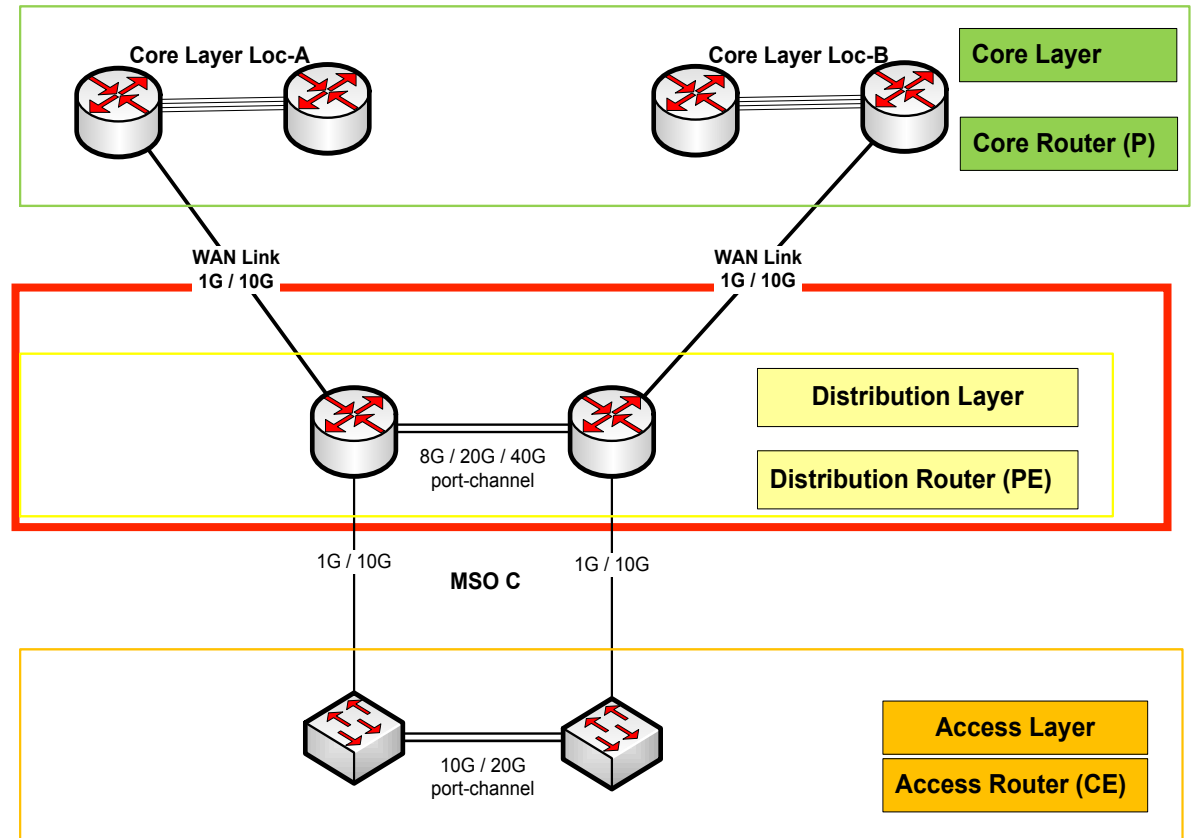 Core Layer Loc-A
Core Layer Loc-B
Core Layer
Core Router (P)
WAN Link
1G / 10G
WAN Link
1G / 10G
Distribution Layer
8G / 20G / 40G
port-channel
Distribution Router (PE)
1G / 10G
1G / 10G
MSO C
Access Layer
10G / 20G
port-channel
Access Router (CE)